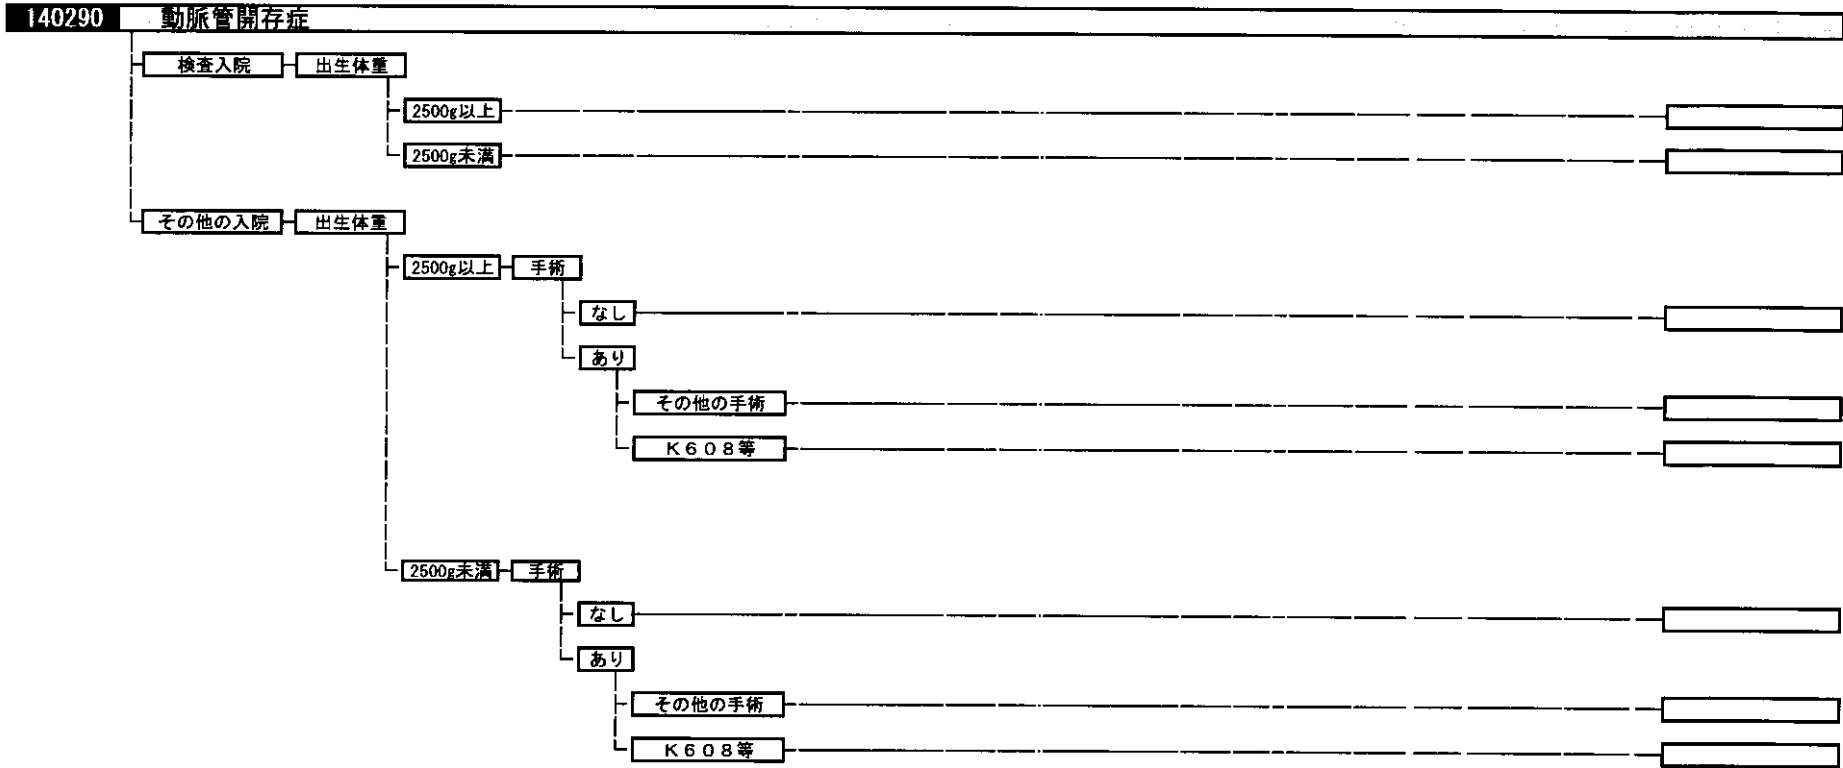 140290 動脈管開存症
検査入院 出生体重
2500g以上
2500g未満
その他の入院 出生体重
2500g以上 手術
なし
あり
その他の手術
K608等
2500g未満 手術
なし
あり
その他の手術
K608等